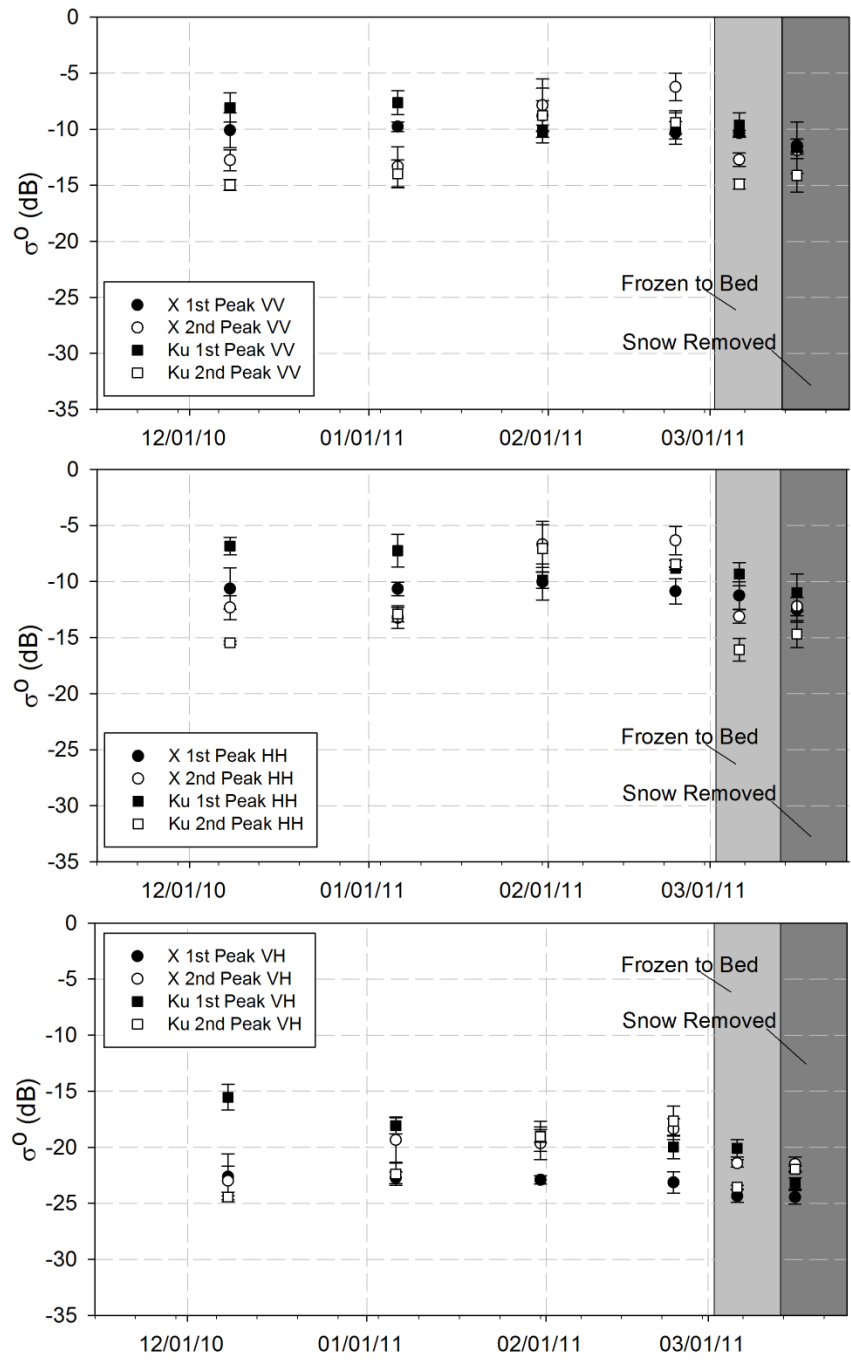 0
-5
-10
-15
-20
-25
-30
-35
σO (dB)
Frozen to Bed
Snow Removed
X 1st Peak VV
X 2nd Peak VV
Ku 1st Peak VV
Ku 2nd Peak VV
12/01/10 01/01/11 02/01/11 03/01/11
0
-5
-10
-15
-20
-25
-30
-35
σO (dB)
Frozen to Bed
Snow Removed
X 1st Peak HH
X 2nd Peak HH
Ku 1st Peak HH
Ku 2nd Peak HH
12/01/10 01/01/11 02/01/11 03/01/11
0
-5
-10
-15
-20
-25
-30
-35
σO (dB)
X 1st Peak VH
X 2nd Peak VH
Ku 1st Peak VH
Ku 2nd Peak VH
Frozen to Bed
Snow Removed
12/01/10 01/01/11 02/01/11 03/01/11